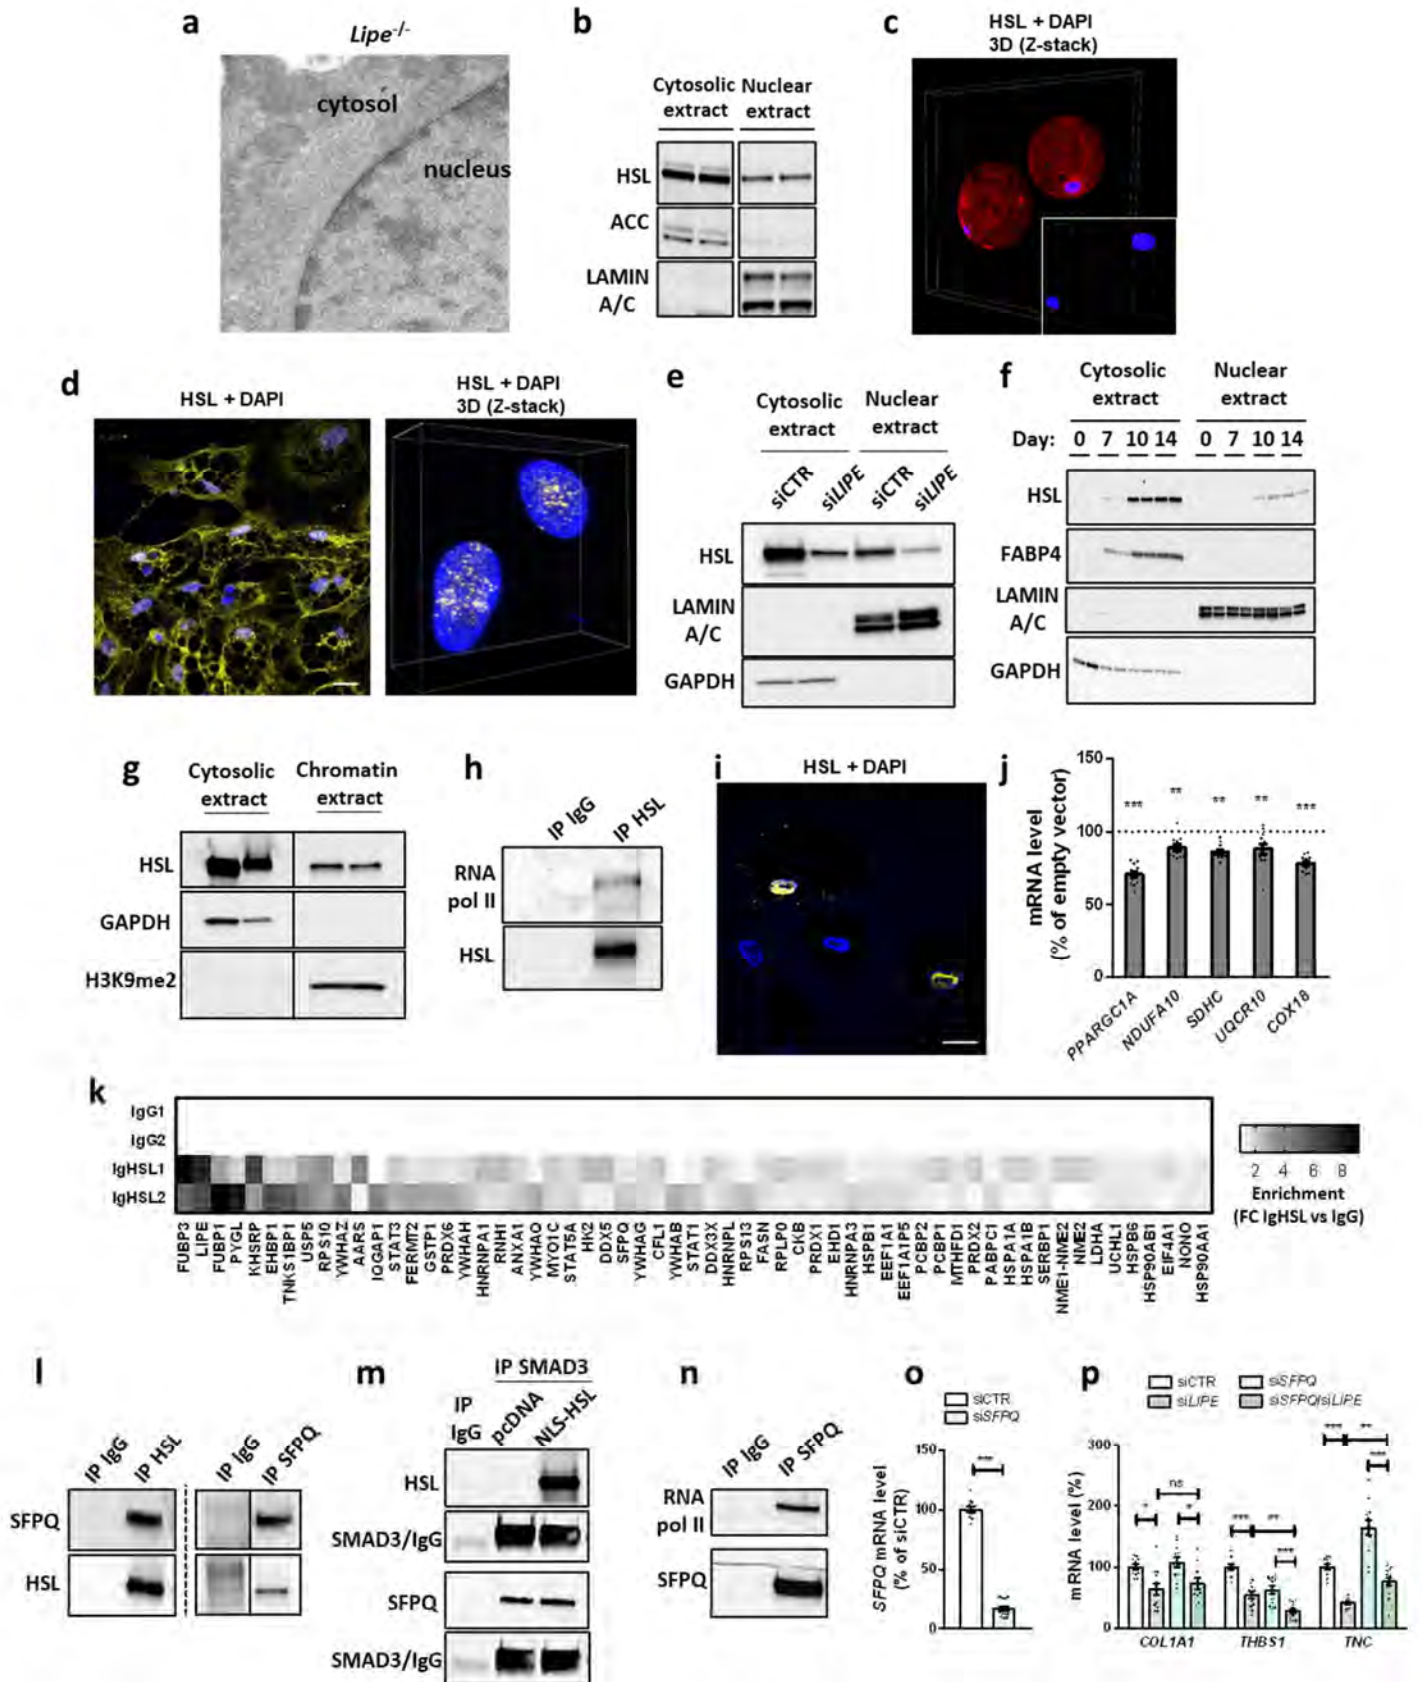 a
Lipe-/-
cytosol
nucleus
b
Cytosolic extract
Nuclear extract
HSL
ACC
LAMIN A/C
c
HSL + DAPI
3D (Z-stack)
d
HSL + DAPI
HSL + DAPI
3D (Z-stack)
e
Cytosolic extract
Nuclear extract
siCTR
siLIPE
siCTR
siLIPE
HSL
LAMIN A/C
GAPDH
f
Cytosolic extract
Nuclear extract
Day: 0 7 10 14 0 7 10 14
HSL
FABP4
LAMIN A/C
GAPDH
g
Cytosolic extract
Chromatin extract
HSL
GAPDH
H3K9me2
h
IP IgG
IP HSL
RNA pol II
HSL
i
HSL + DAPI
j
mRNA level
(% of empty vector)
150
100
50
0
***
**
**
**
***
PPARGC1A
NDUFA10
SDHC
UQCR10
COX18
k
IgG1
IgG2
IgHSL1
IgHSL2
FUBP3
LIPE
FUBP1
PYGL
KHSRP
EHBP1
TNKS1BP1
USP5
RPS10
YWHAZ
AARS
IQGAP1
STAT3
FERMT2
GSTP1
PRDX6
YWHAH
HNRNPA1
RNH1
ANXA1
YWHAQ
MYO1C
STAT5A
HK2
DDX5
SFPQ
YWHAG
CFL1
YWHAB
STAT1
DDX3X
HNRNPL
RPS13
FASN
RPLP0
CKB
PRDX1
EHD1
HNRNPA3
HSPB1
EEF1A1
EEF1A1P5
PCBP2
PCBP1
MTHFD1
PRDX2
PABPC1
HSPA1A
HSPA1B
SERBP1
NME1-NME2
NME2
LDHA
UCHL1
HSPB6
HSP90AB1
EIF4A1
NONO
HSP90AA1
2 4 6 8
Enrichment
(FC IgHSL vs IgG)
l
IP IgG
IP HSL
IP IgG
IP SFPQ
SFPQ
HSL
m
IP SMAD3
IP IgG
pcDNA
NLS-HSL
HSL
SMAD3/IgG
SFPQ
SMAD3/IgG
n
IP IgG
IP SFPQ
RNA pol II
SFPQ
o
siCTR
siSFPQ
SFPQ mRNA level
(% of siCTR)
150
100
50
0
***
p
siCTR
siLIPE
siSFPQ
siSFPQ/siLIPE
mRNA level (%)
300
200
100
0
*
ns
*
***
**
***
***
**
***
COL1A1
THBS1
TNC